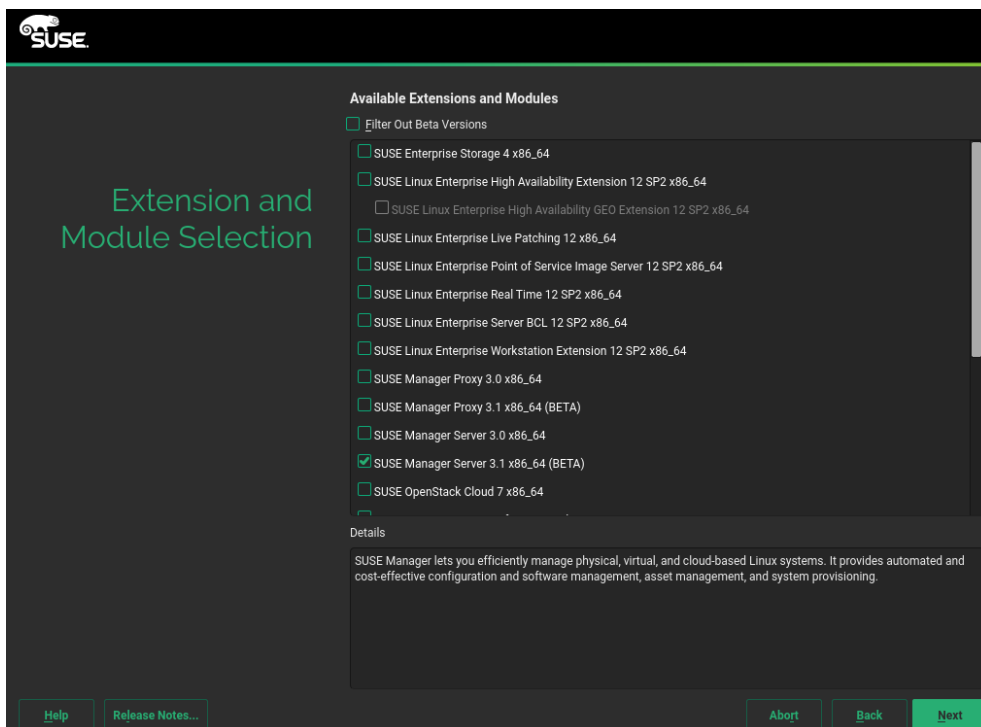 SUSE.
Available Extensions and Modules
Filter Out Beta Versions
SUSE Enterprise Storage 4 x86_64
SUSE Linux Enterprise High Availability Extension 12 SP2 x86_64
SUSE Linux Enterprise High Availability GEO Extension 12 SP2 x86_64
Extension and
Module Selection
SUSE Linux Enterprise Live Patching 12 x86_64
SUSE Linux Enterprise Point of Service Image Server 12 SP2 x86_64
SUSE Linux Enterprise Real Time 12 SP2 x86_64
SUSE Linux Enterprise Server BCL 12 SP2 x86_64
SUSE Linux Enterprise Workstation Extension 12 SP2 x86_64
SUSE Manager Proxy 3.0 x86_64
SUSE Manager Proxy 3.1 x86_64 (BETA)
SUSE Manager Server 3.0 x86_64
SUSE Manager Server 3.1 x86_64 (BETA)
SUSE OpenStack Cloud 7 x86_64
Details
SUSE Manager lets you efficiently manage physical, virtual, and cloud-based Linux systems. It provides automated and
cost-effective configuration and software management, asset management, and system provisioning.
Help
Release Notes...
Abort
Back
Next